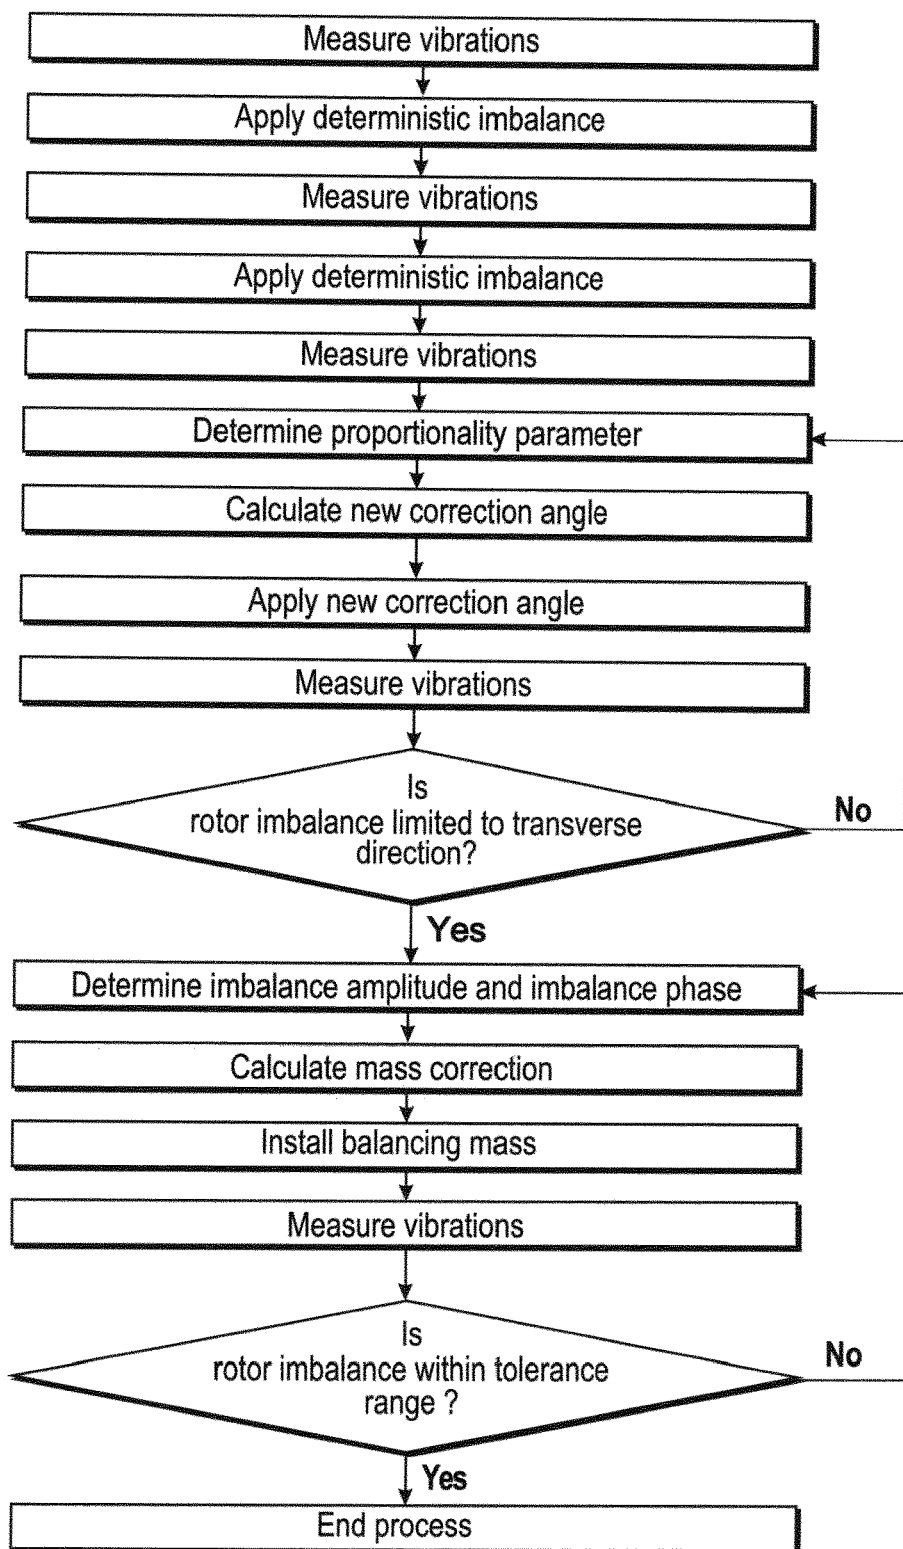 Measure vibrations
Apply deterministic imbalance
Measure vibrations
Apply deterministic imbalance
Measure vibrations
Determine proportionality parameter
Calculate new correction angle
Apply new correction angle
Measure vibrations
Is
rotor imbalance limited to transverse
direction?
No
Yes
Determine imbalance amplitude and imbalance phase
Calculate mass correction
Install balancing mass
Measure vibrations
Is
rotor imbalance within tolerance
range ?
No
Yes
End process